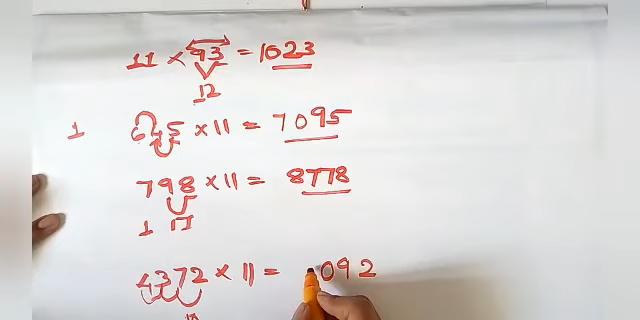 11 × 93 = 1023
12
1 645 × 11 = 7095
798 × 11 = 8778
1 17
4372 × 11 = 092